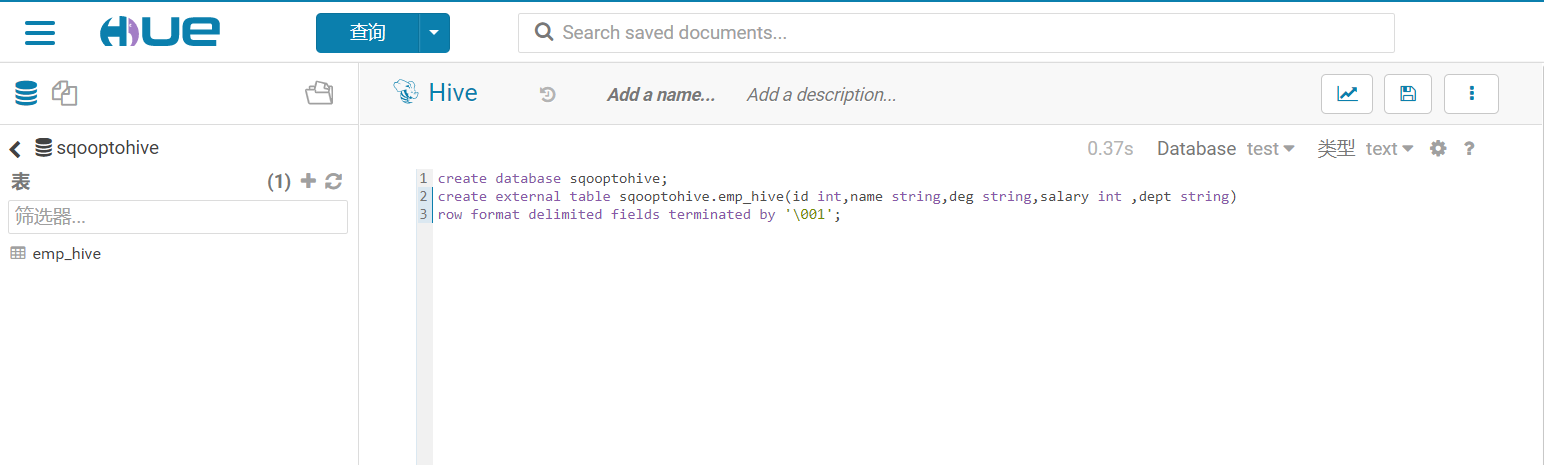 HUE
查询
Search saved documents...
Hive
Add a name...
Add a description...
sqooptohive
0.37s Database test 类型 text ?
表 (1)
筛选器...
emp_hive
1 create database sqooptohive;
2 create external table sqooptohive.emp_hive(id int,name string,deg string,salary int ,dept string)
3 row format delimited fields terminated by '\001';